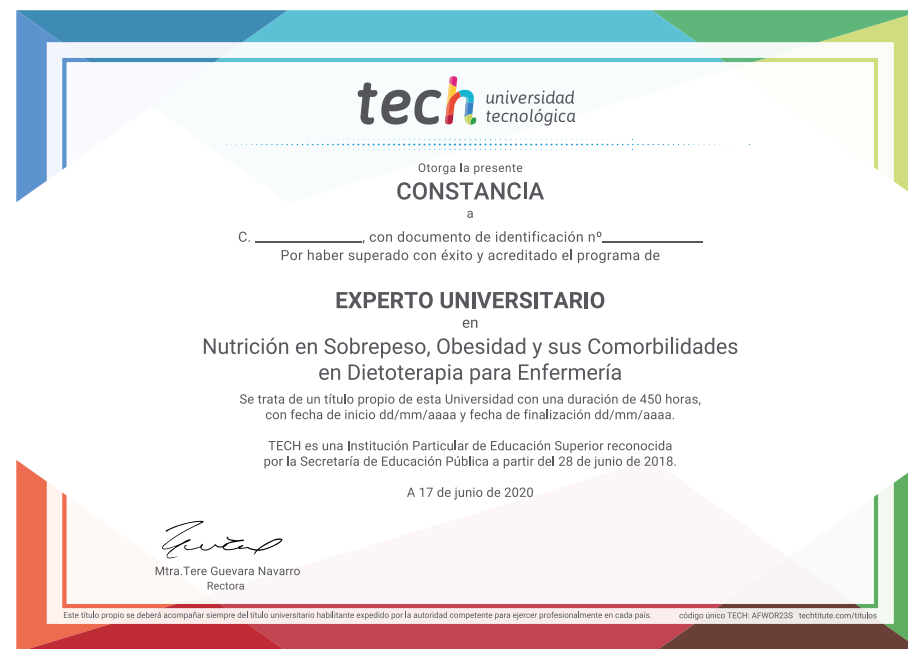 tech universidad
tecnológica
Otorga la presente
CONSTANCIA
a
C. ______________, con documento de identificación nº_____________
Por haber superado con éxito y acreditado el programa de
EXPERTO UNIVERSITARIO
en
Nutrición en Sobrepeso, Obesidad y sus Comorbilidades
en Dietoterapia para Enfermería
Se trata de un título propio de esta Universidad con una duración de 450 horas,
con fecha de inicio dd/mm/aaaa y fecha de finalización dd/mm/aaaa.
TECH es una Institución Particular de Educación Superior reconocida
por la Secretaría de Educación Pública a partir del 28 de junio de 2018.
A 17 de junio de 2020
Mtra.Tere Guevara Navarro
Rectora
Este título propio se deberá acompañar siempre del título universitario habilitante expedido por la autoridad competente para ejercer profesionalmente en cada país. código único TECH: AFWOR23S techtitute.com/titulos